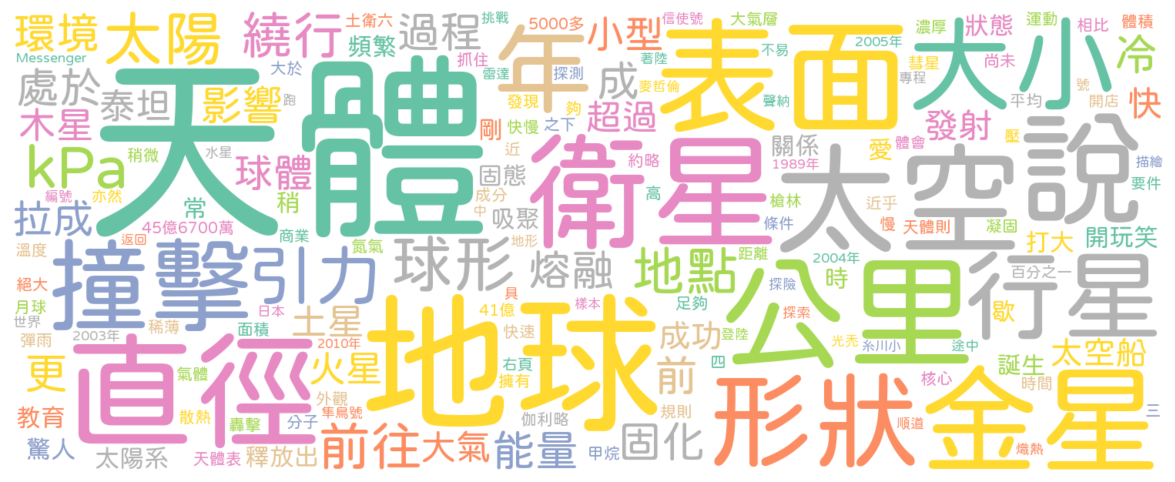 環境
太陽
繞行
土衛六
頻繁
過程
挑戰
5000多
小型
信使號
大氣層
濃厚
狀態
運動
體積
Messenger
大於
抓住
雷達
探測
年
不易
著陸
2005年
彗星
尚未
相比
冷
處於
泰坦
影響
跑
天體
發現
夠
成
麥哲倫
聲納
表面
專程
大小
平均
號
開店
快
木星
超過
發射
剛
快慢
之下
kPa
稍微
水星
球體
近
約略
關係
1989年
愛
體會
壓
描繪
要件
編號
亦然
常
稍
固態
成分
中
衛星
高
槍林
近乎
太空
說
拉成
45億6700萬
商業
吸聚
條件
慢
天體則
凝固
打大
開玩笑
溫度
返回
氮氣
地形
距離
2004年
百分之一
絕大
撞擊
引力
球形
熔融
地點
時
探險
行星
月球
世界
日本
具
41億
樣本
足夠
公里
探索
歇
彈雨
2003年
稀薄
面積
土星
2010年
快速
成功
登陸
光禿
糸川小
途中
太空船
更
直徑
地球
氣體
火星
右頁
擁有
前
四
誕生
時間
核心
教育
散熱
轟擊
外觀
隼鳥號
分子
伽利略
規則
形狀
順道
金星
三
驚人
太陽系
天體表
釋放出
前往
大氣
能量
甲烷
固化
熾熱